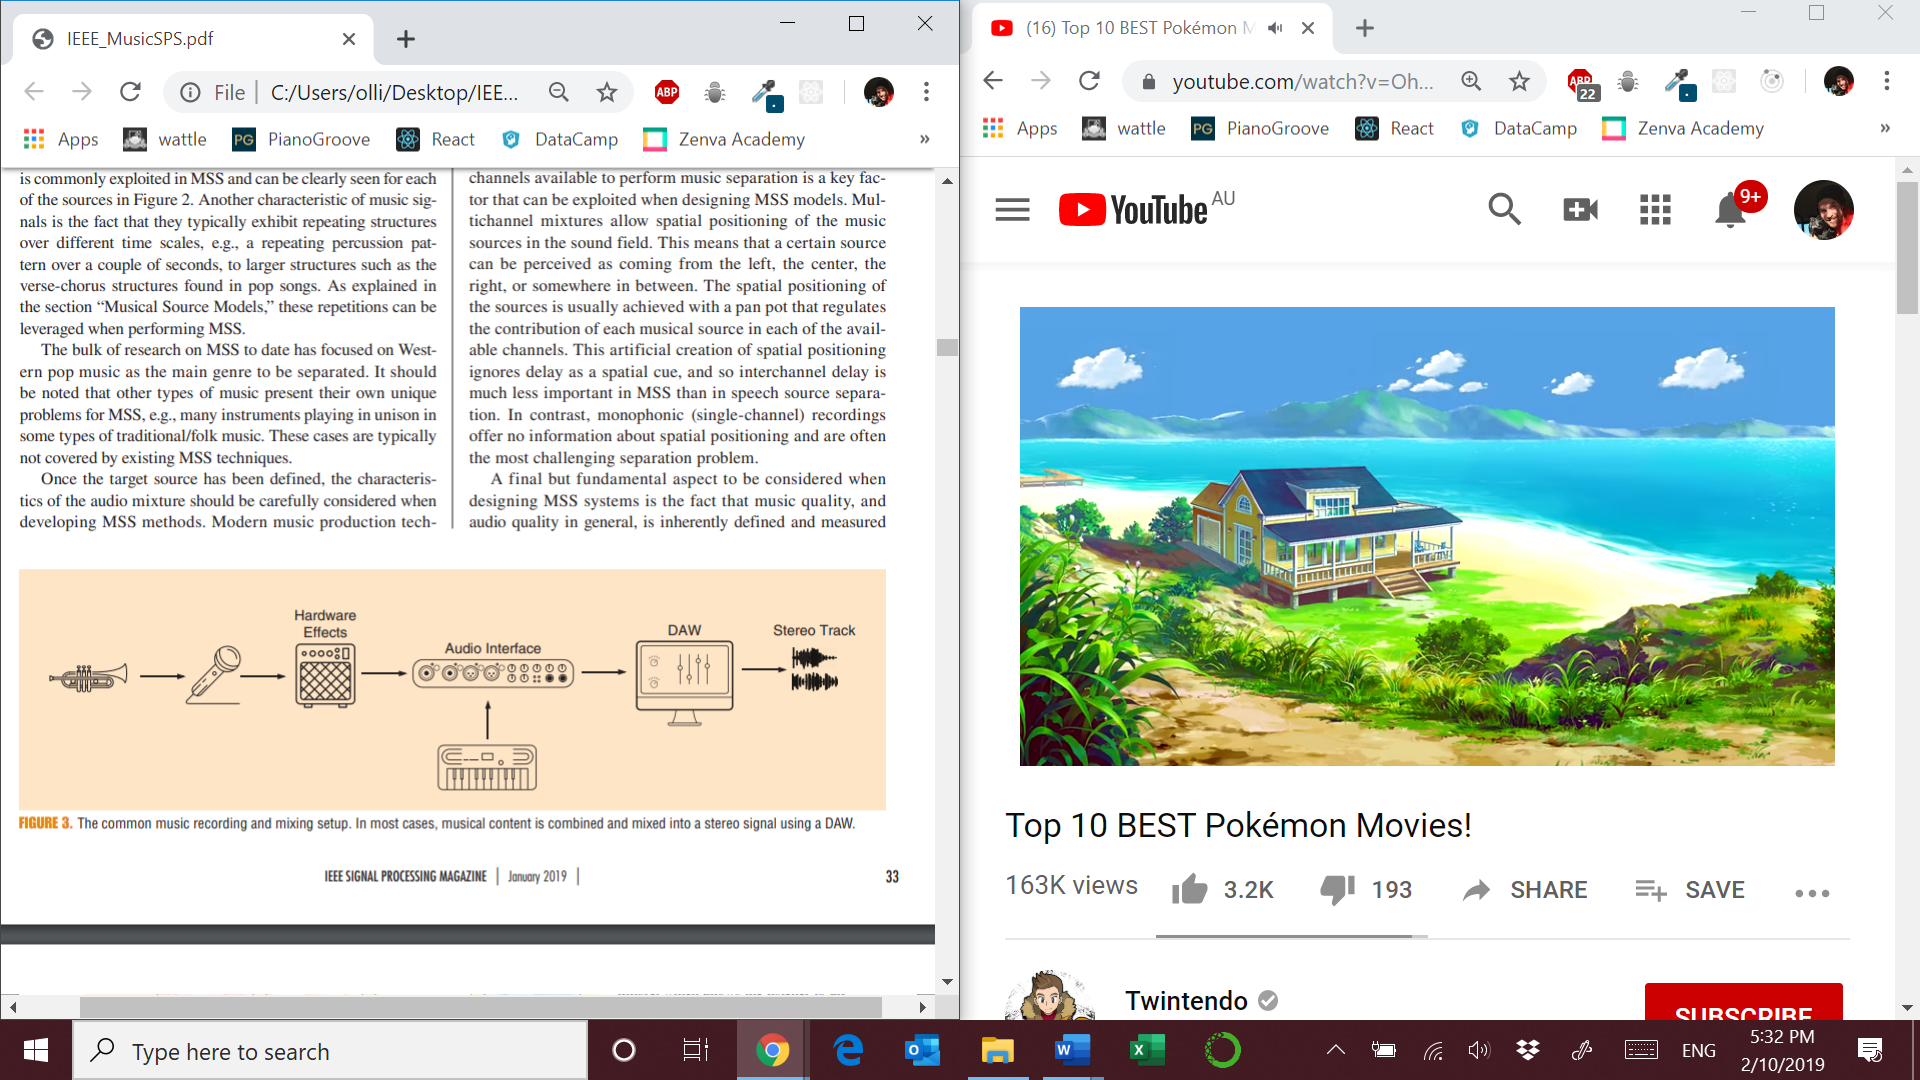 IEEE_MusicSPS.pdf
File
C:/Users/olli/Desktop/IEE...
ABP
Apps
wattle
PG
PianoGroove
React
DataCamp
Zenva Academy
»
is commonly exploited in MSS and can be clearly seen for each
of the sources in Figure 2. Another characteristic of music sig-
nals is the fact that they typically exhibit repeating structures
over different time scales, e.g., a repeating percussion pat-
tern over a couple of seconds, to larger structures such as the
verse-chorus structures found in pop songs. As explained in
the section “Musical Source Models,” these repetitions can be
leveraged when performing MSS.
The bulk of research on MSS to date has focused on West-
ern pop music as the main genre to be separated. It should
be noted that other types of music present their own unique
problems for MSS, e.g., many instruments playing in unison in
some types of traditional/folk music. These cases are typically
not covered by existing MSS techniques.
Once the target source has been defined, the characteris-
tics of the audio mixture should be carefully considered when
developing MSS methods. Modern music production tech-
channels available to perform music separation is a key fac-
tor that can be exploited when designing MSS models. Mul-
tichannel mixtures allow spatial positioning of the music
sources in the sound field. This means that a certain source
can be perceived as coming from the left, the center, the
right, or somewhere in between. The spatial positioning of
the sources is usually achieved with a pan pot that regulates
the contribution of each musical source in each of the avail-
able channels. This artificial creation of spatial positioning
ignores delay as a spatial cue, and so interchannel delay is
much less important in MSS than in speech source separa-
tion. In contrast, monophonic (single-channel) recordings
offer no information about spatial positioning and are often
the most challenging separation problem.
A final but fundamental aspect to be considered when
designing MSS systems is the fact that music quality, and
audio quality in general, is inherently defined and measured
Hardware
Effects
Audio Interface
DAW
Stereo Track
FIGURE 3. The common music recording and mixing setup. In most cases, musical content is combined and mixed into a stereo signal using a DAW.
IEEE SIGNAL PROCESSING MAGAZINE | January 2019 |
33
(16) Top 10 BEST Pokémon M
youtube.com/watch?v=Oh...
ABP
22
Apps
wattle
PG
PianoGroove
React
DataCamp
Zenva Academy
»
YouTube AU
9+
Top 10 BEST Pokémon Movies!
163K views
3.2K
193
SHARE
SAVE
Twintendo
SUBSCRIBE
Type here to search
ENG
5:32 PM
2/10/2019